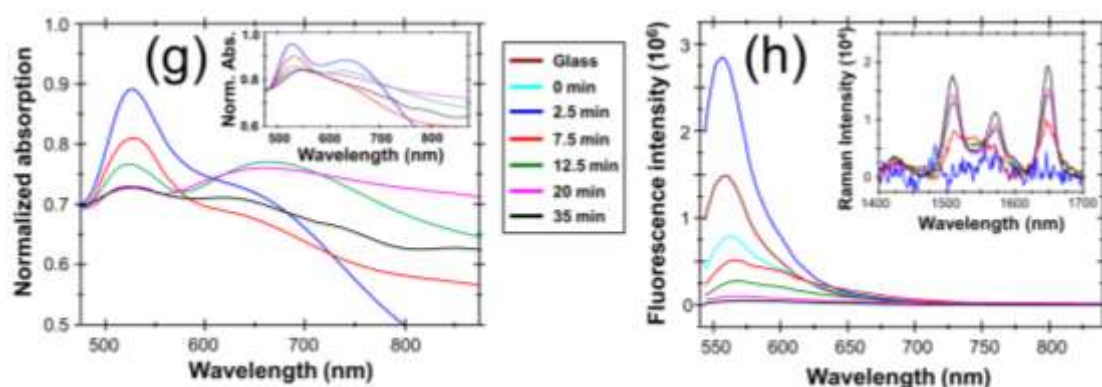 (g)
Normalized absorption
1.0
0.9
0.8
0.7
0.6
0.5
500
600
700
800
Wavelength (nm)
Norm. Abs.
1.0
0.8
0.6
500
600
700
800
Wavelength (nm)
Glass
0 min
2.5 min
7.5 min
12.5 min
20 min
35 min
(h)
Fluorescence intensity (10⁶)
3
2
1
0
550
600
650
700
750
800
Wavelength (nm)
Raman Intensity (10⁴)
2
1
0
1400
1500
1600
1700
Wavelength (nm)